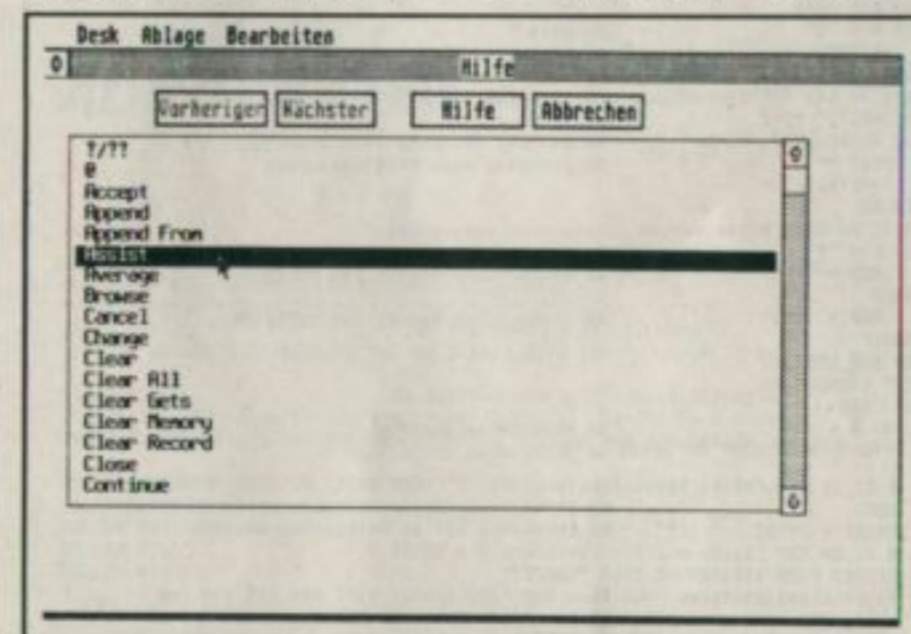 Desk Ablage Bearbeiten
Hilfe
Vorheriger Nächster Hilfe Abbrechen
?/??
@
Accept
Append
Append From
Assist
Average
Browse
Cancel
Change
Clear
Clear All
Clear Gets
Clear Memory
Clear Record
Close
Continue